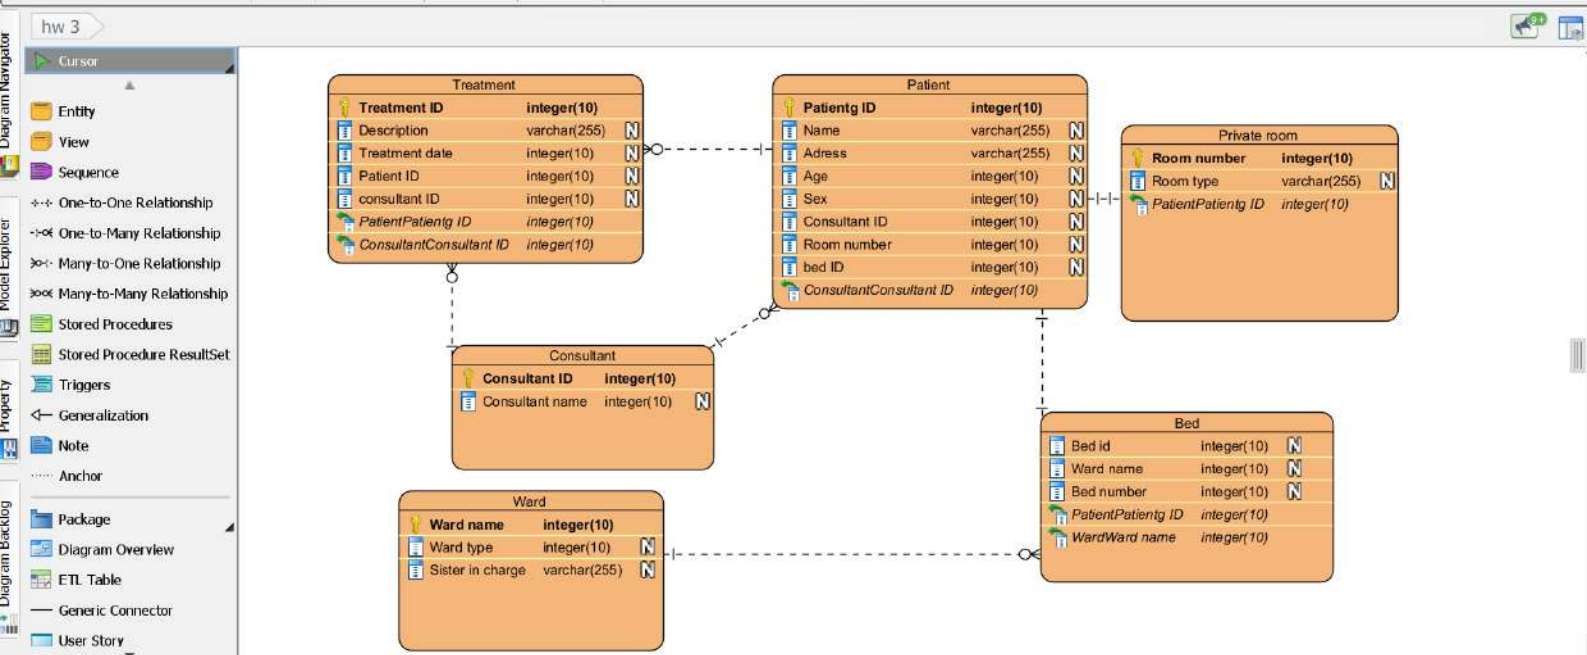 hw 3
9+
Diagram Navigator
Model Explorer
Property
Diagram Backlog
Cursor
Entity
View
Sequence
One-to-One Relationship
One-to-Many Relationship
Many-to-One Relationship
Many-to-Many Relationship
Stored Procedures
Stored Procedure ResultSet
Triggers
Generalization
Note
Anchor
Package
Diagram Overview
ETL Table
Generic Connector
User Story
Treatment
Treatment ID integer(10)
Description varchar(255) N
Treatment date integer(10) N
Patient ID integer(10) N
consultant ID integer(10) N
PatientPatientg ID integer(10)
ConsultantConsultant ID integer(10)
Patient
Patientg ID integer(10)
Name varchar(255) N
Adress varchar(255) N
Age integer(10) N
Sex integer(10) N
Consultant ID integer(10) N
Room number integer(10) N
bed ID integer(10) N
ConsultantConsultant ID integer(10)
Private room
Room number integer(10)
Room type varchar(255) N
PatientPatientg ID integer(10)
Consultant
Consultant ID integer(10)
Consultant name integer(10) N
Ward
Ward name integer(10)
Ward type integer(10) N
Sister in charge varchar(255) N
Bed
Bed id integer(10) N
Ward name integer(10) N
Bed number integer(10) N
PatientPatientg ID integer(10)
WardWard name integer(10)